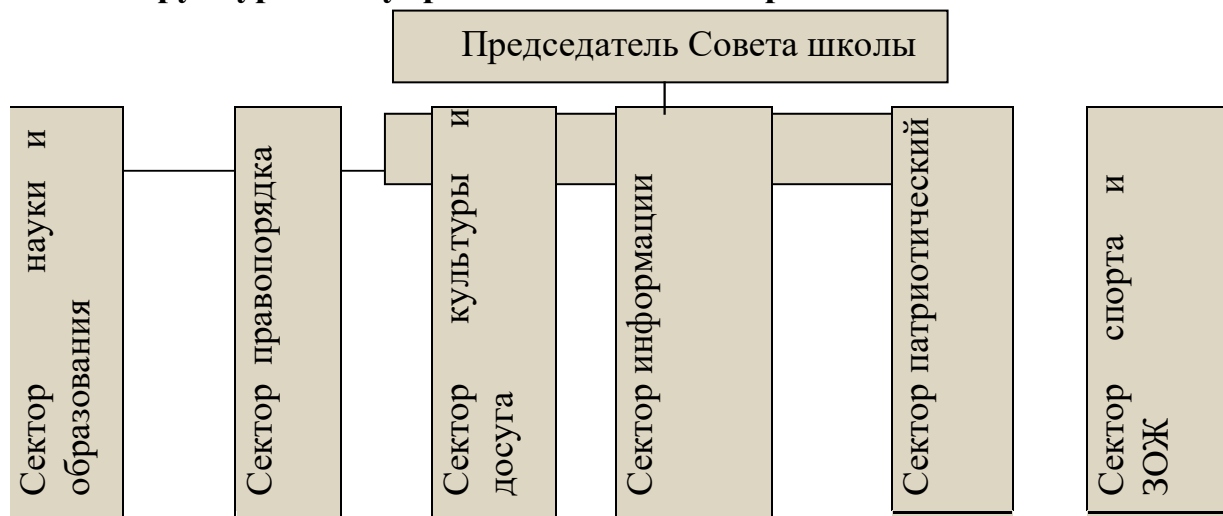 Председатель Совета школы
Сектор науки и
образования
Сектор правопорядка
Сектор культуры и
досуга
Сектор информации
Сектор патриотический
Сектор спорта и
ЗОЖ